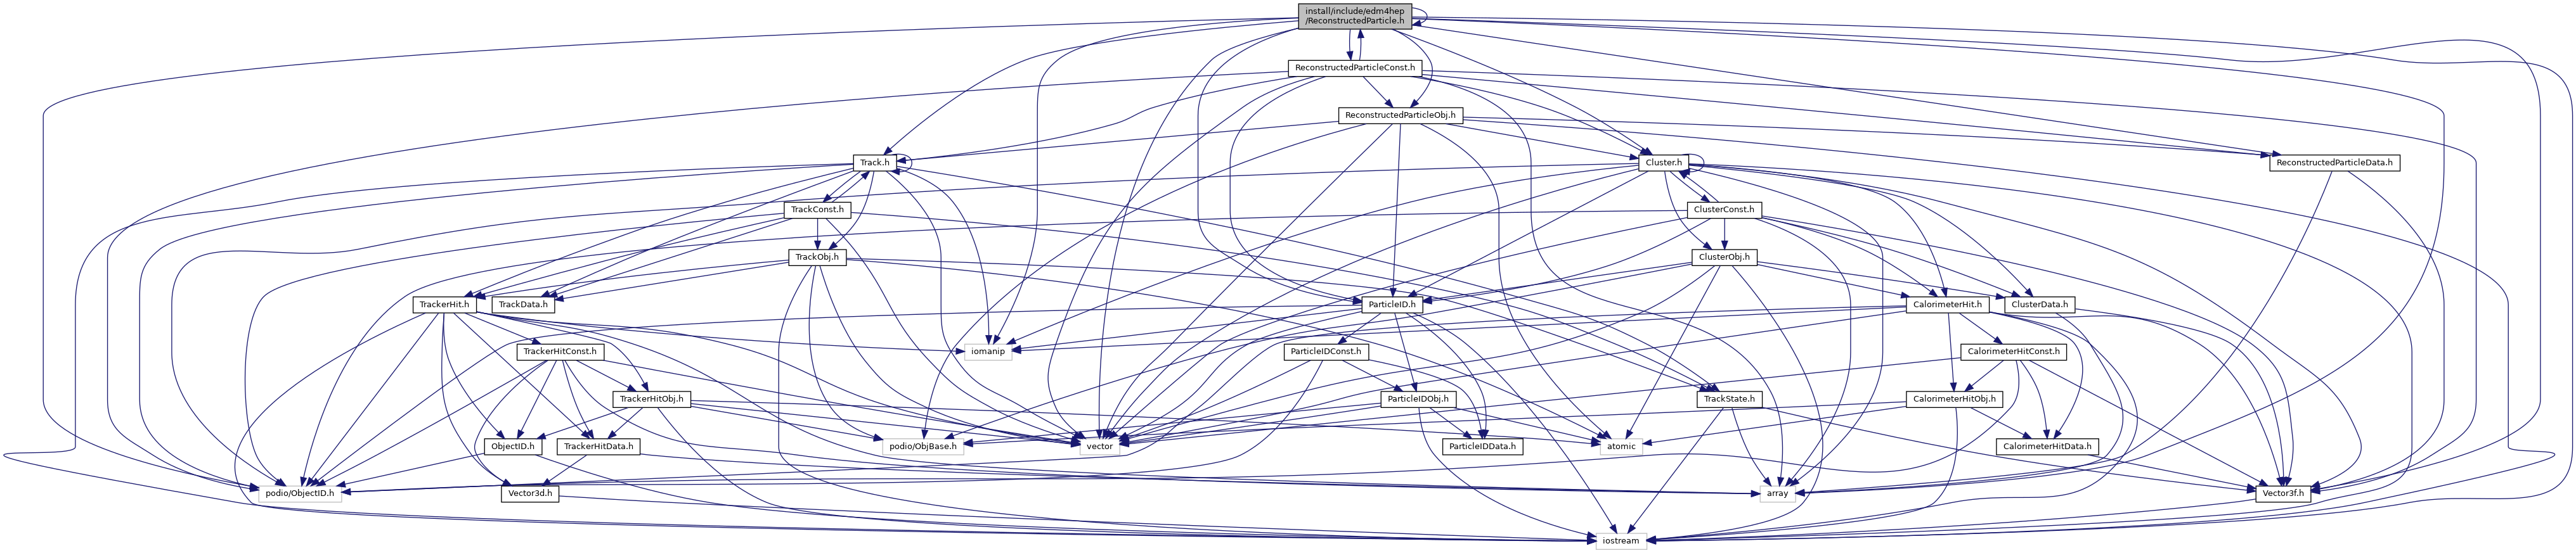 install/include/edm4hep
/ReconstructedParticle.h
ReconstructedParticleConst.h
ReconstructedParticleObj.h
Track.h
Cluster.h
ReconstructedParticleData.h
TrackConst.h
ClusterConst.h
TrackObj.h
ClusterObj.h
TrackerHit.h
TrackData.h
ParticleID.h
CalorimeterHit.h
ClusterData.h
TrackerHitConst.h
iomanip
ParticleIDConst.h
CalorimeterHitConst.h
TrackerHitObj.h
ParticleIDObj.h
TrackState.h
CalorimeterHitObj.h
ObjectID.h
TrackerHitData.h
podio/ObjBase.h
vector
ParticleIDData.h
atomic
CalorimeterHitData.h
podio/ObjectID.h
Vector3d.h
array
Vector3f.h
iostream